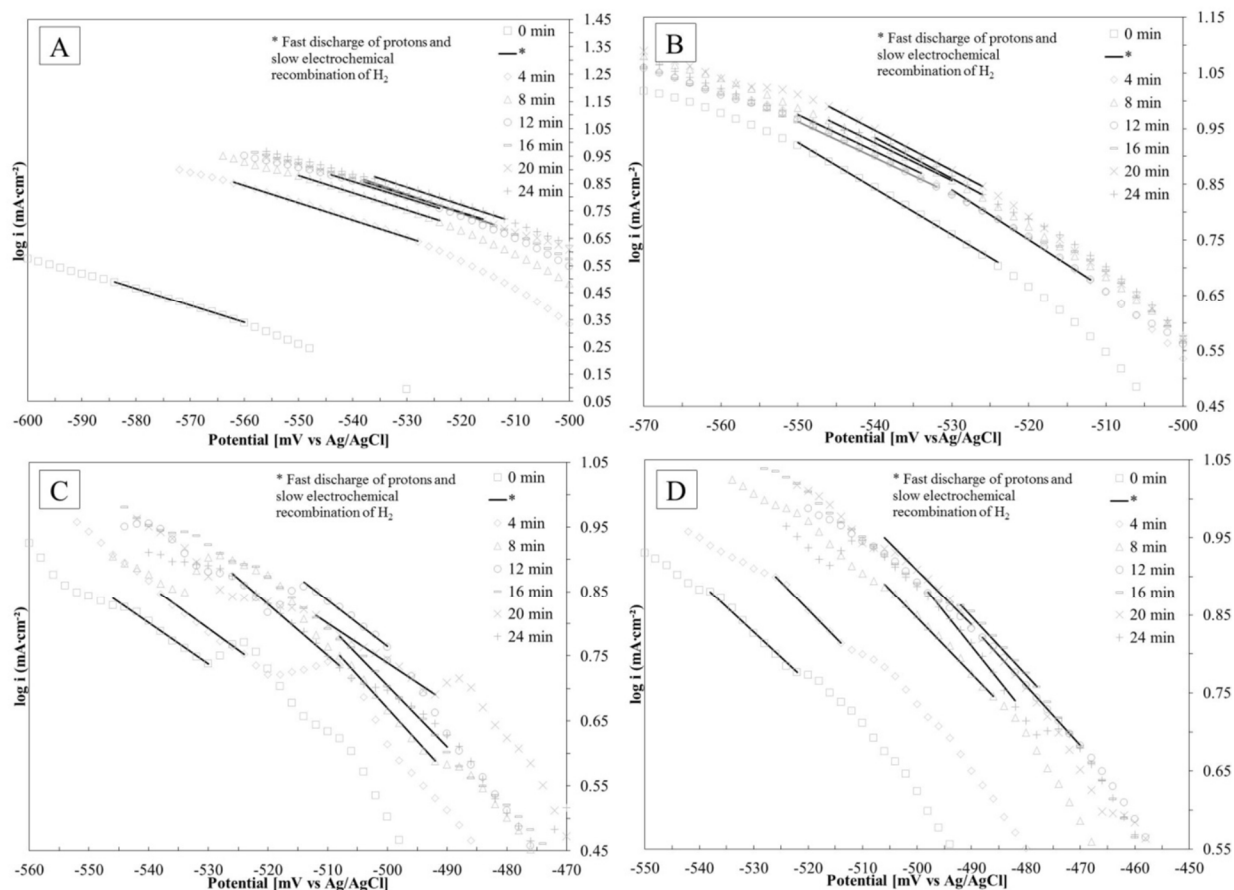 A
* Fast discharge of protons and
slow electrochemical
recombination of H2
0 min
*
4 min
8 min
12 min
16 min
20 min
24 min
1.45
1.35
1.25
1.15
1.05
0.95
0.85
0.75
0.65
0.55
0.45
0.35
0.25
0.15
0.05
log i (mA·cm⁻²)
-600
-590
-580
-570
-560
-550
-540
-530
-520
-510
-500
Potential [mV vs Ag/AgCl]
B
* Fast discharge of protons and
slow electrochemical
recombination of H2
0 min
*
4 min
8 min
12 min
16 min
20 min
24 min
1.15
1.05
0.95
0.85
0.75
0.65
0.55
0.45
log i (mA·cm⁻²)
-570
-560
-550
-540
-530
-520
-510
-500
Potential [mV vsAg/AgCl]
C
* Fast discharge of protons and
slow electrochemical
recombination of H2
0 min
*
4 min
8 min
12 min
16 min
20 min
24 min
1.05
0.95
0.85
0.75
0.65
0.55
0.45
log i (mA·cm⁻²)
-560
-550
-540
-530
-520
-510
-500
-490
-480
-470
Potential [mV vs Ag/AgCl]
D
* Fast discharge of protons and
slow electrochemical
recombination of H2
0 min
*
4 min
8 min
12 min
16 min
20 min
24 min
1.05
0.95
0.85
0.75
0.65
0.55
log i (mA·cm⁻²)
-550
-540
-530
-520
-510
-500
-490
-480
-470
-460
-450
Potential [mV vs Ag/AgCl]